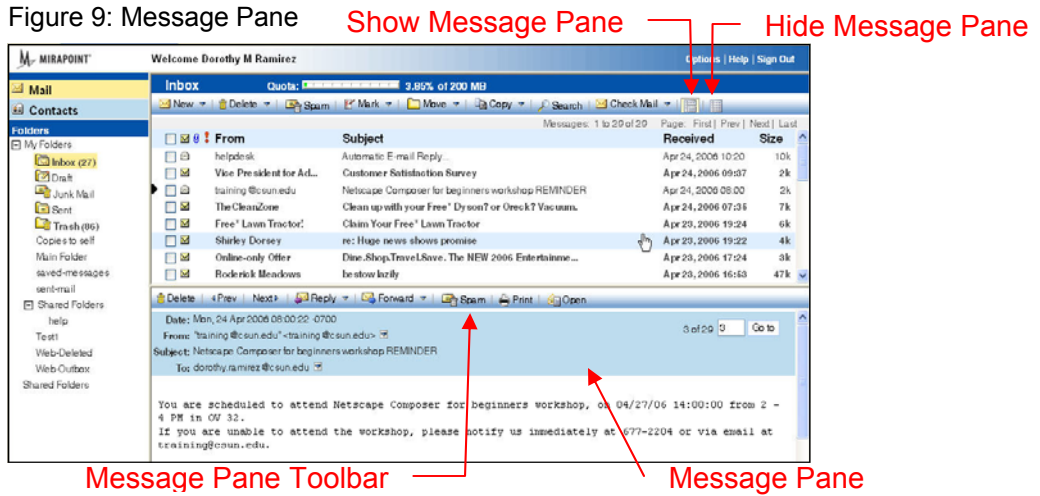 Figure 9: Message Pane
Show Message Pane
Hide Message Pane
MIRAPOINT
Welcome Dorothy M Ramirez
Options | Help | Sign Out
Mail
Contacts
Folders
My Folders
Inbox (27)
Draft
Junk Mail
Sent
Trash (86)
Copies to self
Main Folder
saved-messages
sent-mail
Shared Folders
help
Test1
Web-Deleted
Web-Outbox
Shared Folders
Inbox Quota: 3.85% of 200 MB
New Delete Spam Mark Move Copy Search Check Mail
Messages: 1 to 29 of 29 Page: First | Prev | Next | Last
! From Subject Received Size
helpdesk Automatic E-mail Reply... Apr 24, 2006 10:20 10k
Vice President for Ad... Customer Satisfaction Survey Apr 24, 2006 09:37 2k
training@csun.edu Netscape Composer for beginners workshop REMINDER Apr 24, 2006 08:00 2k
TheCleanZone Clean up with your Free* Dyson? or Oreck? Vacuum. Apr 24, 2006 07:35 7k
Free* Lawn Tractor! Claim Your Free* Lawn Tractor Apr 23, 2006 19:24 6k
Shirley Dorsey re: Huge news shows promise Apr 23, 2006 19:22 4k
Online-only Offer Dine.Shop.Travel.Save. The NEW 2006 Entertainme... Apr 23, 2006 17:24 3k
Roderick Meadows bestow lazily Apr 23, 2006 16:53 47k
Delete Prev Next Reply Forward Spam Print Open
Date: Mon, 24 Apr 2006 08:00:22 -0700
3 of 29 3 Go to
From: "training@csun.edu" <training@csun.edu>
Subject: Netscape Composer for beginners workshop REMINDER
To: dorothy.ramirez@csun.edu
You are scheduled to attend Netscape Composer for beginners workshop, on 04/27/06 14:00:00 from 2 -
4 PM in OV 32.
If you are unable to attend the workshop, please notify us immediately at 677-2204 or via email at
training@csun.edu.
Message Pane Toolbar
Message Pane